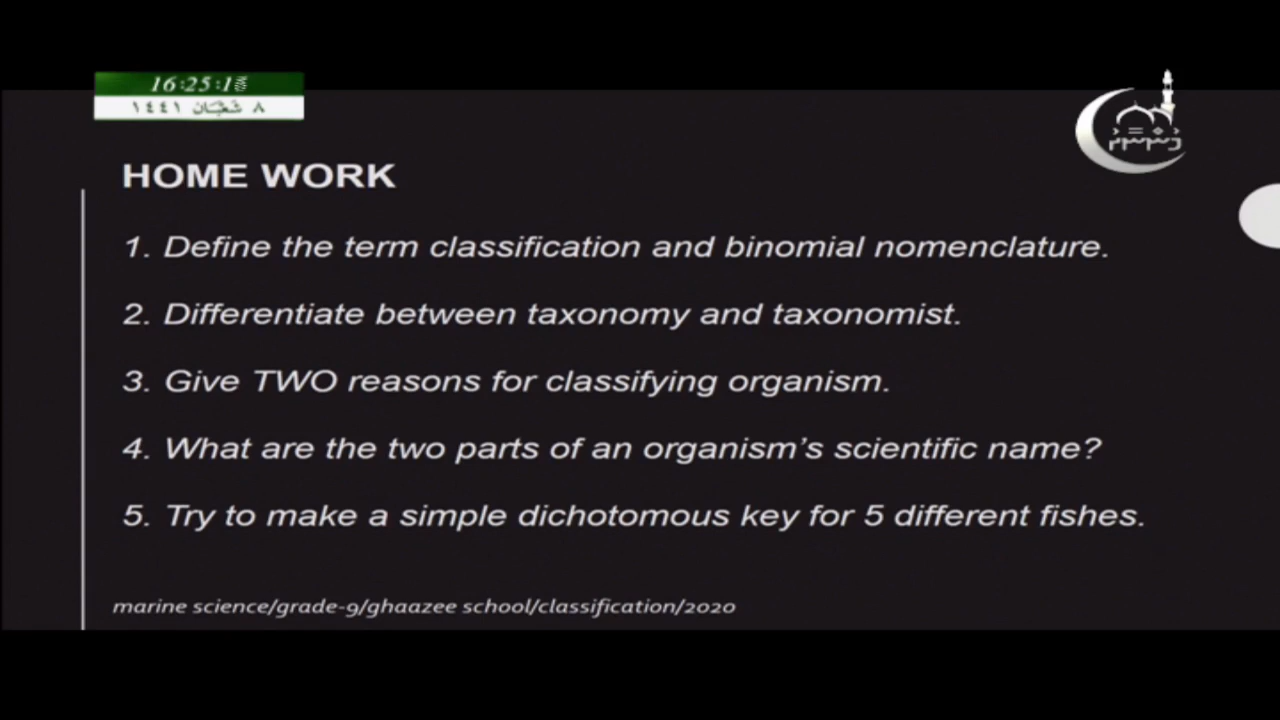 16:25:1
٨ شَعْبَان ١٤٤١
HOME WORK
1. Define the term classification and binomial nomenclature.
2. Differentiate between taxonomy and taxonomist.
3. Give TWO reasons for classifying organism.
4. What are the two parts of an organism’s scientific name?
5. Try to make a simple dichotomous key for 5 different fishes.
marine science/grade-9/ghaazee school/classification/2020